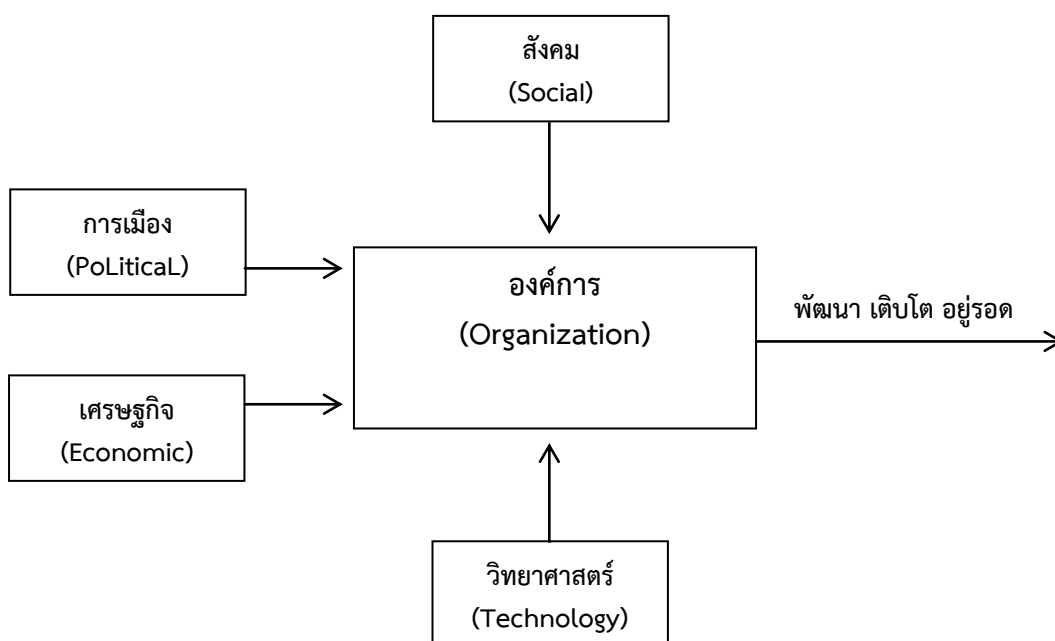 สังคม
(Social)
การเมือง
(PoLiticaL)
องค์การ
(Organization)
พัฒนา เติบโต อยู่รอด
เศรษฐกิจ
(Economic)
วิทยาศาสตร์
(Technology)